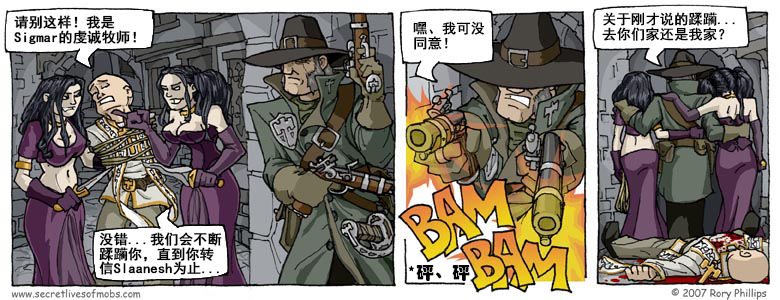 请别这样！我是
Sigmar的虔诚牧师！
没错...我们会不断
蹂躏你，直到你转
信Slaanesh为止...
嘿、我可没
同意！
BAM
BAM
*砰、砰
关于刚才说的蹂躏...
去你们家还是我家？
www.secretlivesofmobs.com
© 2007 Rory Phillips